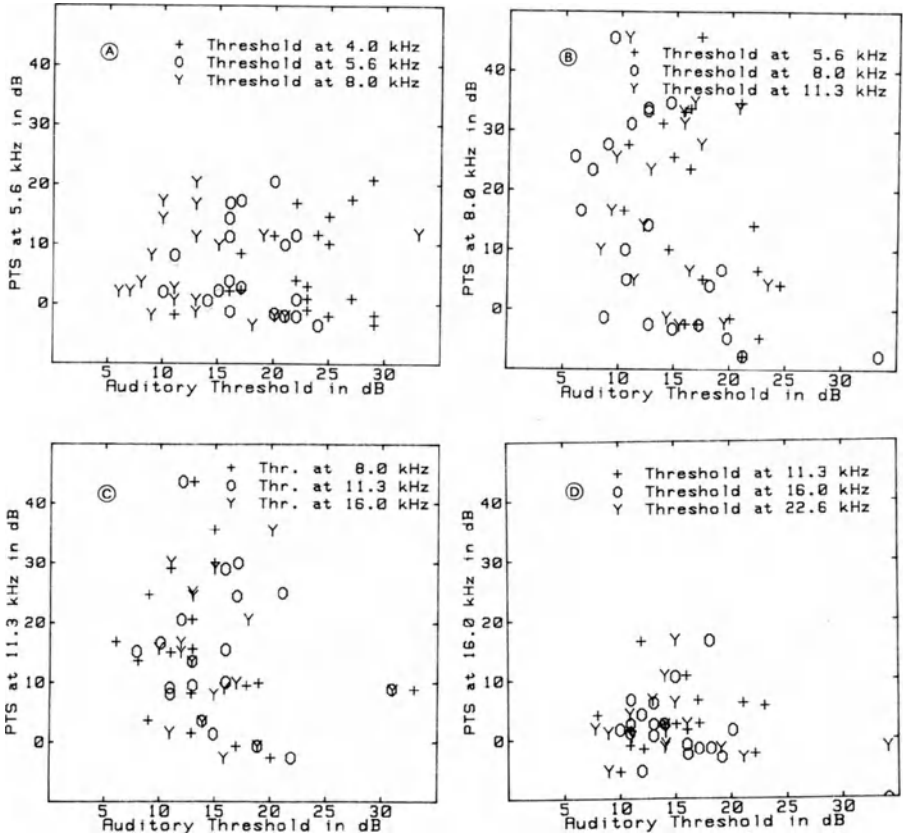 A
+ Threshold at 4.0 kHz
O Threshold at 5.6 kHz
Y Threshold at 8.0 kHz
PTS at 5.6 kHz in dB
40
30
20
10
0
5 10 15 20 25 30
Auditory Threshold in dB
B
+ Threshold at 5.6 kHz
O Threshold at 8.0 kHz
Y Threshold at 11.3 kHz
PTS at 8.0 kHz in dB
40
30
20
10
0
5 10 15 20 25 30
Auditory Threshold in dB
C
+ Thr. at 8.0 kHz
O Thr. at 11.3 kHz
Y Thr. at 16.0 kHz
PTS at 11.3 kHz in dB
40
30
20
10
0
5 10 15 20 25 30
Auditory Threshold in dB
D
+ Threshold at 11.3 kHz
O Threshold at 16.0 kHz
Y Threshold at 22.6 kHz
PTS at 16.0 kHz in dB
40
30
20
10
0
5 10 15 20 25 30
Auditory Threshold in dB